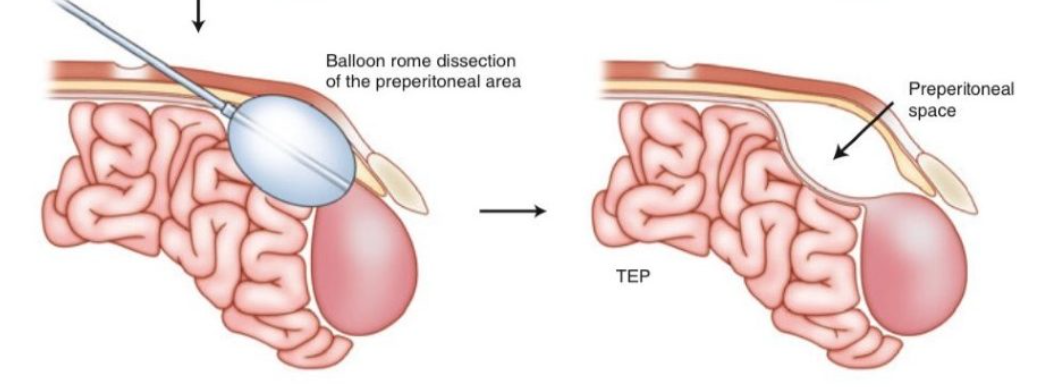 Balloon rome dissection
of the preperitoneal area
Preperitoneal
space
TEP